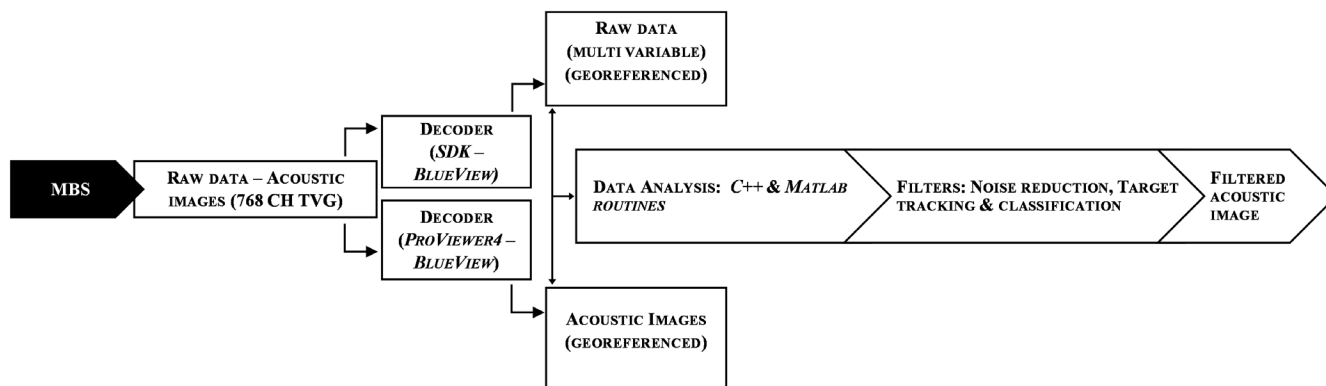 MBS
RAW DATA – ACOUSTIC
IMAGES (768 CH TVG)
DECODER
(SDK –
BLUEVIEW)
DECODER
(PROVIEWER4 –
BLUEVIEW)
RAW DATA
(MULTI VARIABLE)
(GEOREFERENCED)
ACOUSTIC IMAGES
(GEOREFERENCED)
DATA ANALYSIS: C++ & MATLAB
ROUTINES
FILTERS: NOISE REDUCTION, TARGET
TRACKING & CLASSIFICATION
FILTERED
ACOUSTIC
IMAGE